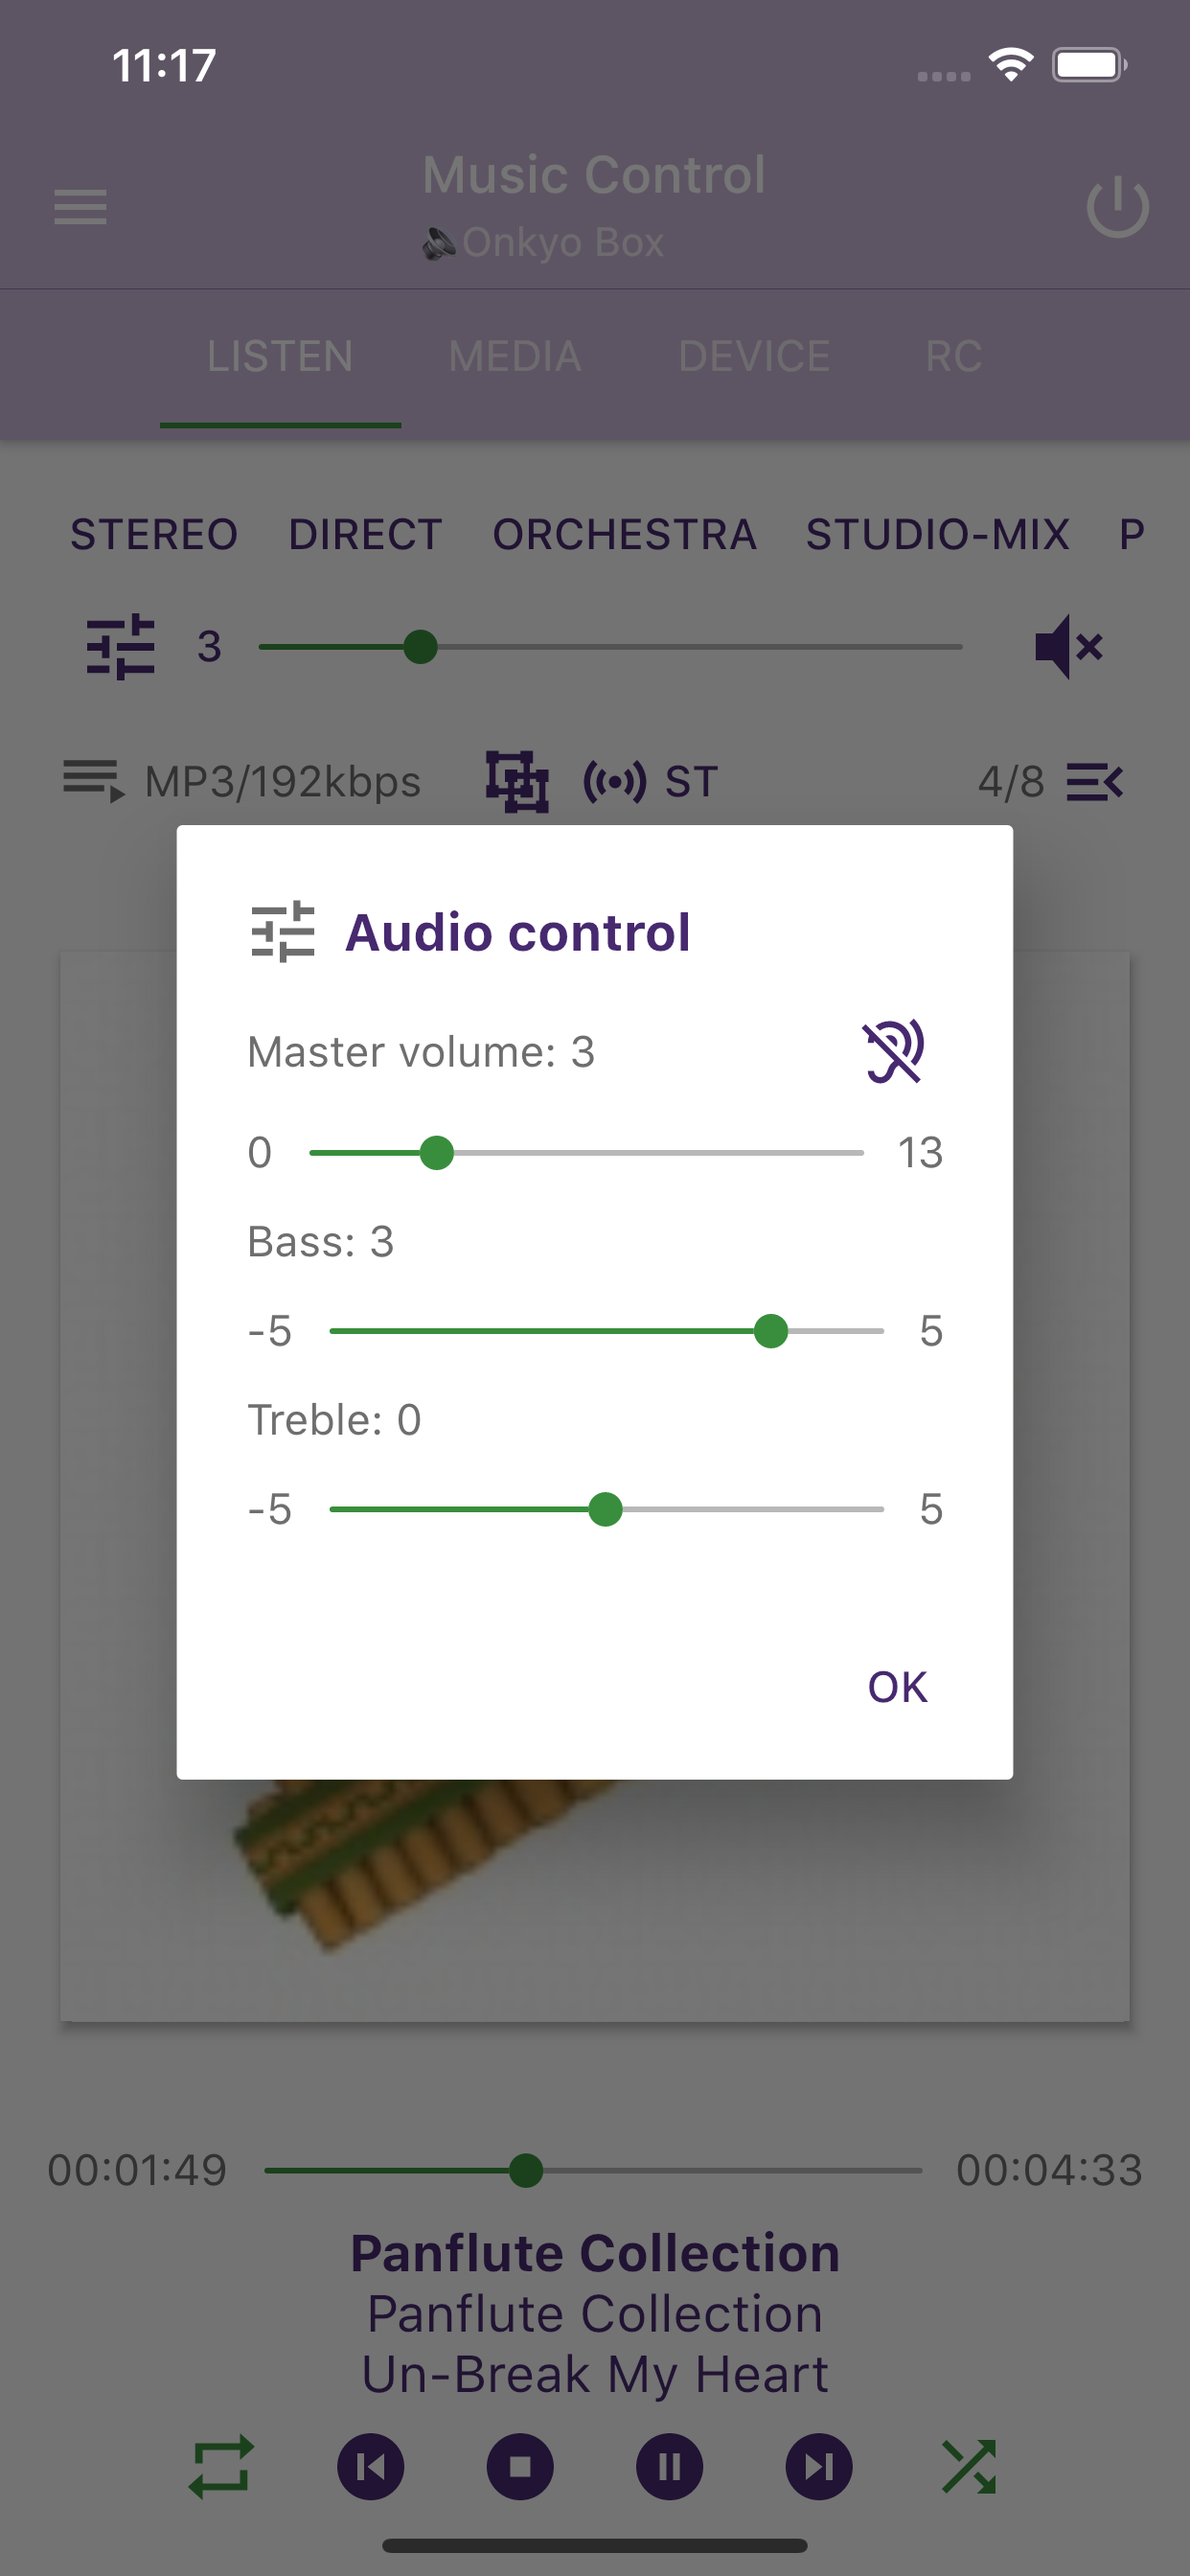 11:17
Music Control
Onkyo Box
LISTEN MEDIA DEVICE RC
STEREO DIRECT ORCHESTRA STUDIO-MIX P
3
MP3/192kbps ST 4/8
Audio control
Master volume: 3
0 13
Bass: 3
-5 5
Treble: 0
-5 5
OK
00:01:49 00:04:33
Panflute Collection
Panflute Collection
Un-Break My Heart